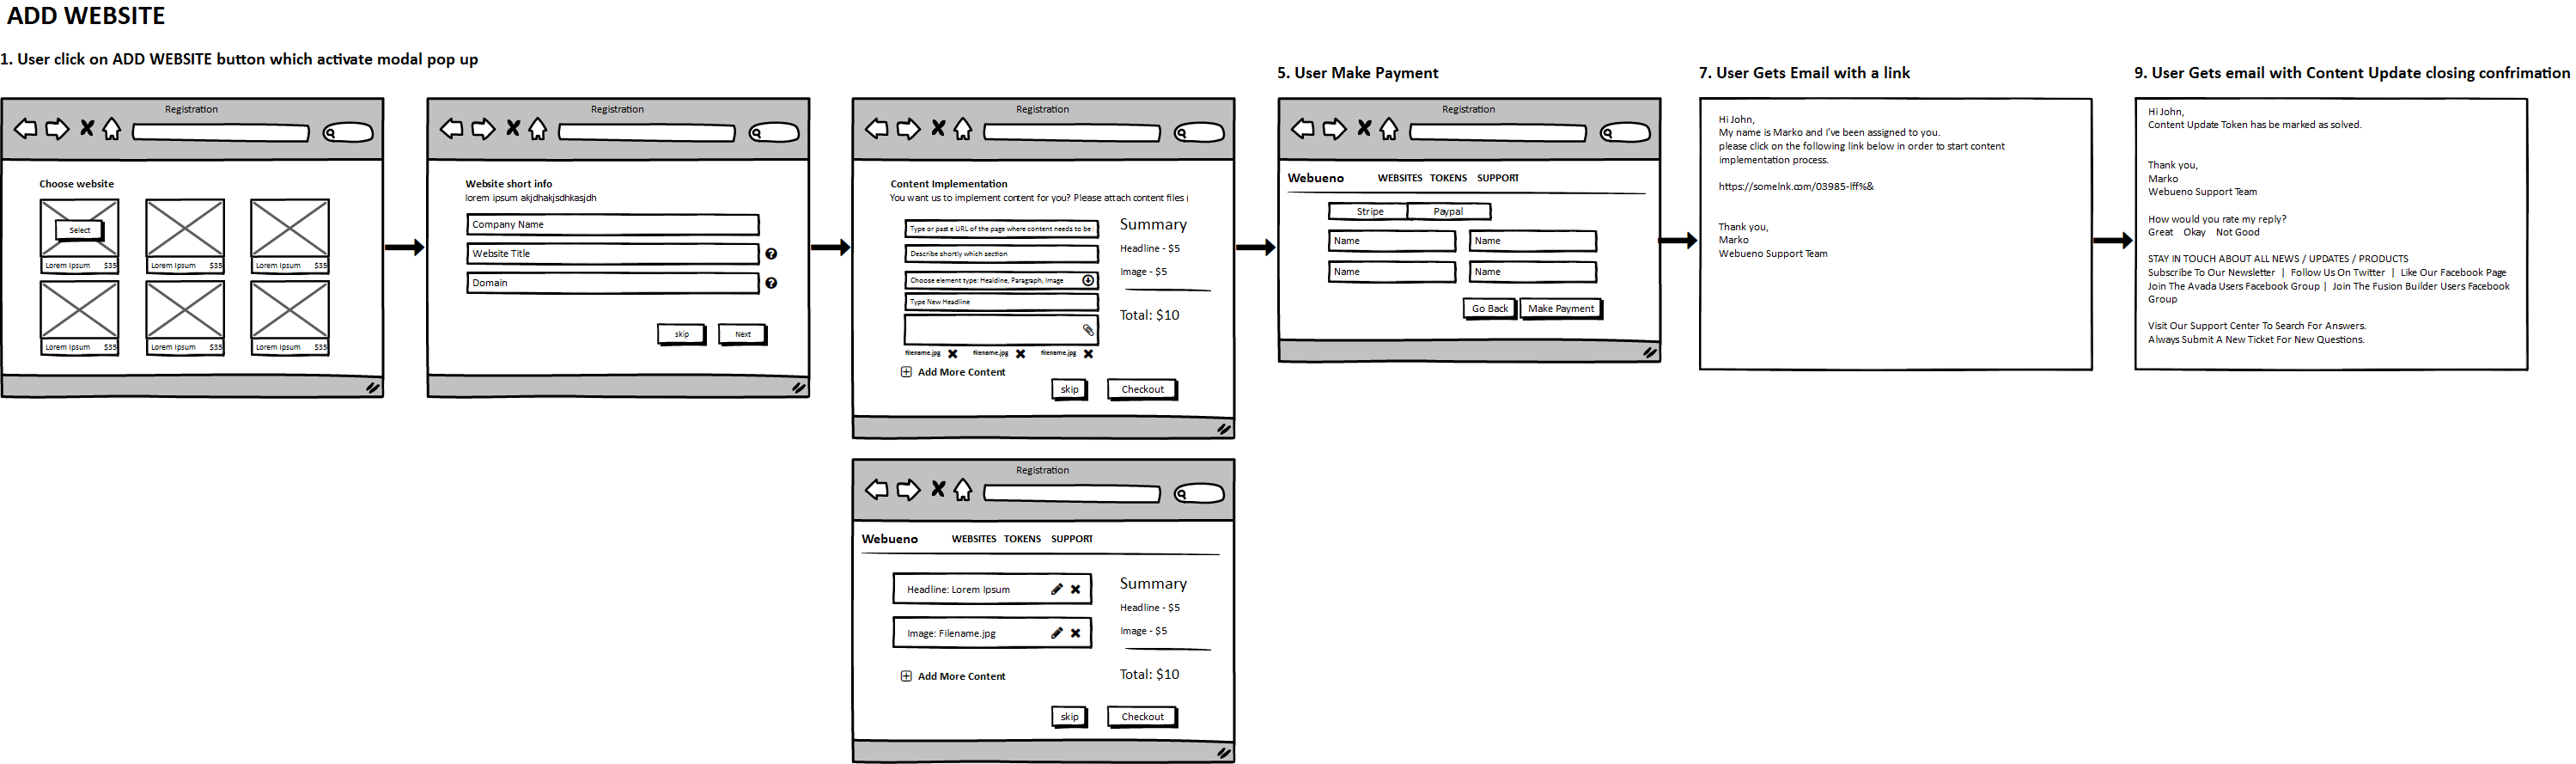 ADD WEBSITE
1. User click on ADD WEBSITE button which activate modal pop up
Registration
Choose website
Select
Lorem Ipsum $35
Lorem Ipsum $35
Lorem Ipsum $35
Lorem Ipsum $35
Lorem Ipsum $35
Lorem Ipsum $35
Registration
Website short info
lorem ipsum akjdhakjsdhkasjdh
Company Name
Website Title
Domain
skip
Next
Registration
Content Implementation
You want us to implement content for you? Please attach content files (
Type or paste URL of the page where content needs to be
Describe shortly which section
Choose element type: Healdine, Paragraph, Image
Type New Headline
filename.jpg
filename.jpg
filename.jpg
Add More Content
Summary
Headline - $5
Image - $5
Total: $10
skip
Checkout
Registration
Webueno
WEBSITES TOKENS SUPPORT
Headline: Lorem Ipsum
Image: Filename.jpg
Add More Content
Summary
Headline - $5
Image - $5
Total: $10
skip
Checkout
5. User Make Payment
Registration
Webueno
WEBSITES TOKENS SUPPORT
Stripe
Paypal
Name
Name
Name
Name
Go Back
Make Payment
7. User Gets Email with a link
Hi John,
My name is Marko and I've been assigned to you.
please click on the following link below in order to start content
implementation process.
https://somelnk.com/03985-lff%&
Thank you,
Marko
Webueno Support Team
9. User Gets email with Content Update closing confrimation
Hi John,
Content Update Token has be marked as solved.
Thank you,
Marko
Webueno Support Team
How would you rate my reply?
Great Okay Not Good
STAY IN TOUCH ABOUT ALL NEWS / UPDATES / PRODUCTS
Subscribe To Our Newsletter | Follow Us On Twitter | Like Our Facebook Page
Join The Avada Users Facebook Group | Join The Fusion Builder Users Facebook
Group
Visit Our Support Center To Search For Answers.
Always Submit A New Ticket For New Questions.